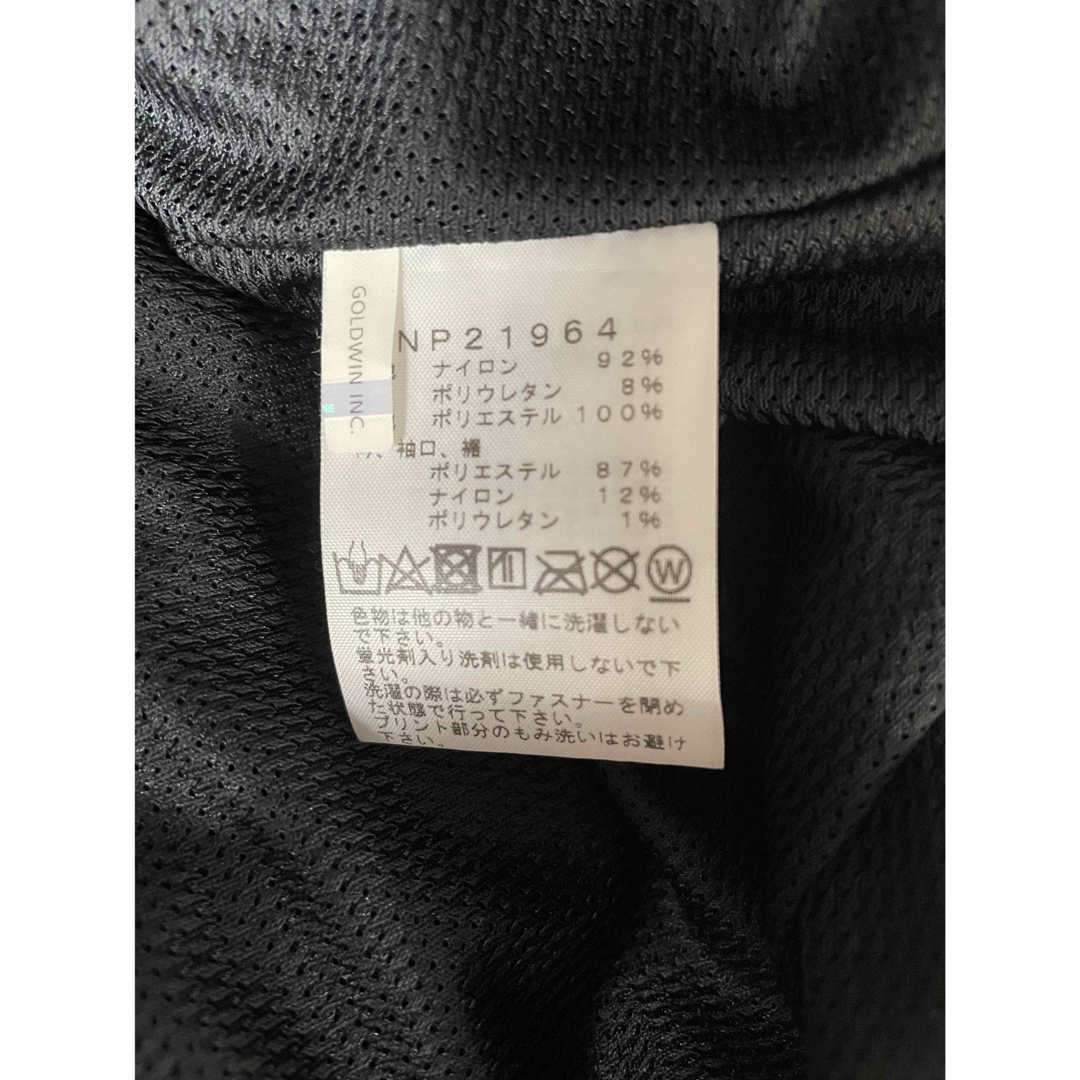 GOLDWIN INC.
NP21964
ナイロン 92%
ポリウレタン 8%
ポリエステル 100%
、袖口、裾
ポリエステル 87%
ナイロン 12%
ポリウレタン 1%
W
色物は他の物と一緒に洗濯しない
で下さい。
蛍光剤入り洗剤は使用しないで下
さい。
洗濯の際は必ずファスナーを閉め
た状態で行って下さい。
プリント部分のもみ洗いはお避け
下さい。